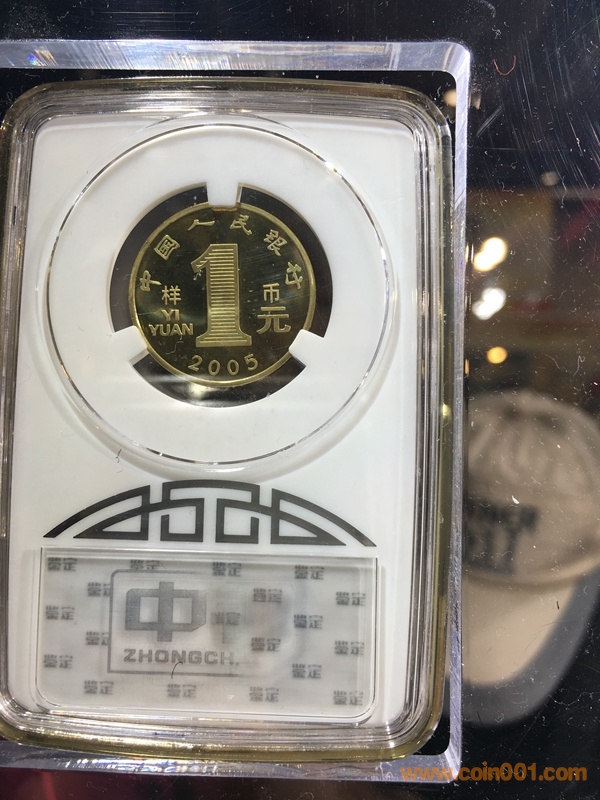 中国人民银行
样 币
1 元
YI
YUAN
2005
鉴定
中
ZHONGCH
www.coin001.com